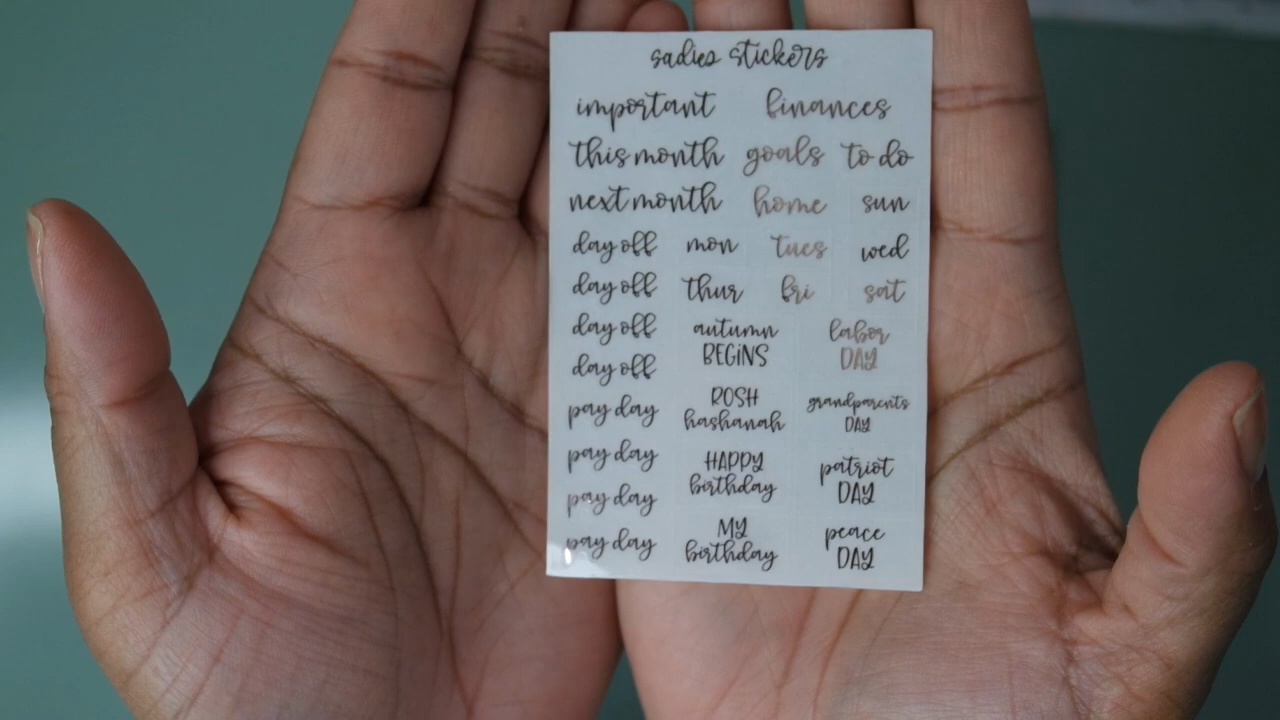 sadies stickers
important finances
this month goals to do
next month home sun
day off mon tues wed
day off thur fri sat
day off autumn BEGINS labor DAY
day off
pay day ROSH hashanah grandparents DAY
pay day HAPPY birthday patriot DAY
pay day
pay day MY birthday peace DAY